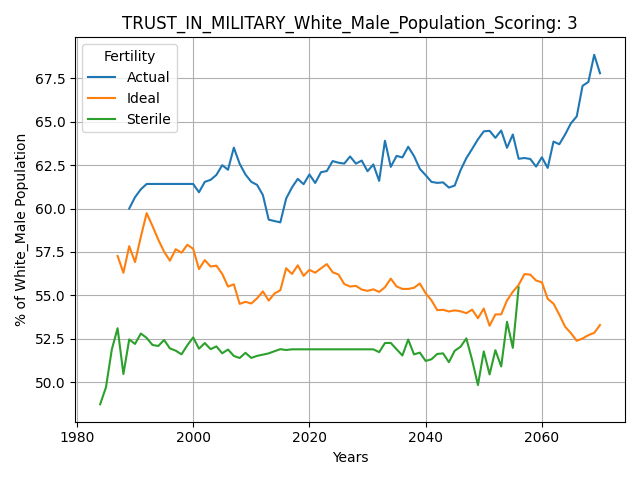 TRUST_IN_MILITARY_White_Male_Population_Scoring: 3
Fertility
Actual
Ideal
Sterile
% of White_Male Population
67.5
65.0
62.5
60.0
57.5
55.0
52.5
50.0
1980
2000
2020
2040
2060
Years